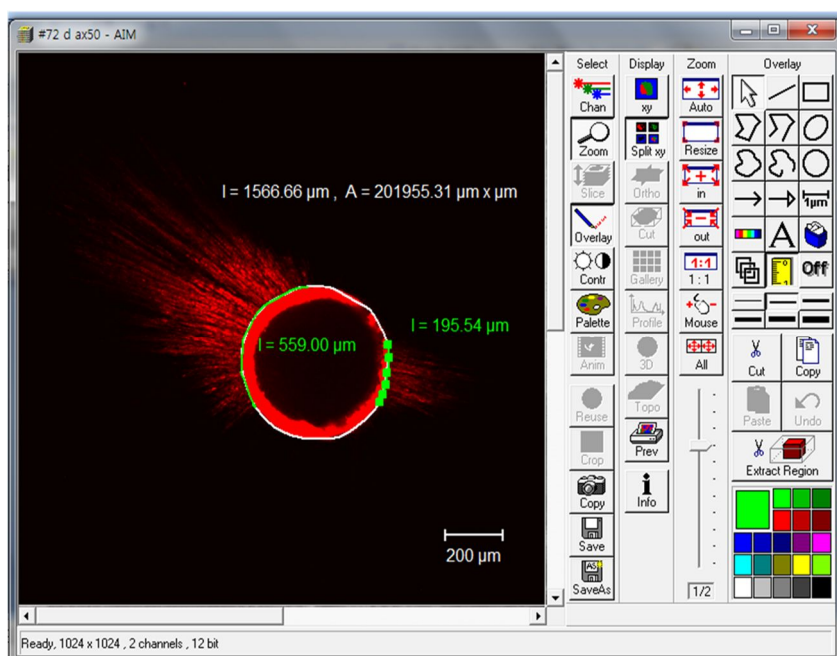 #72 d ax50 - AIM
l = 1566.66 µm , A = 201955.31 µm x µm
l = 195.54 µm
l = 559.00 µm
200 µm
Select
Chan
Zoom
Slice
Overlay
Contr
Palette
Anim
Reuse
Crop
Copy
Save
SaveAs
Display
xy
Split xy
Ortho
Cut
Gallery
Profile
3D
Topo
Prev
Info
Zoom
Auto
Resize
in
out
1:1
1 : 1
Mouse
All
1/2
Overlay
1µm
A
Off
Cut
Copy
Paste
Undo
Extract Region
Ready, 1024 x 1024 , 2 channels , 12 bit